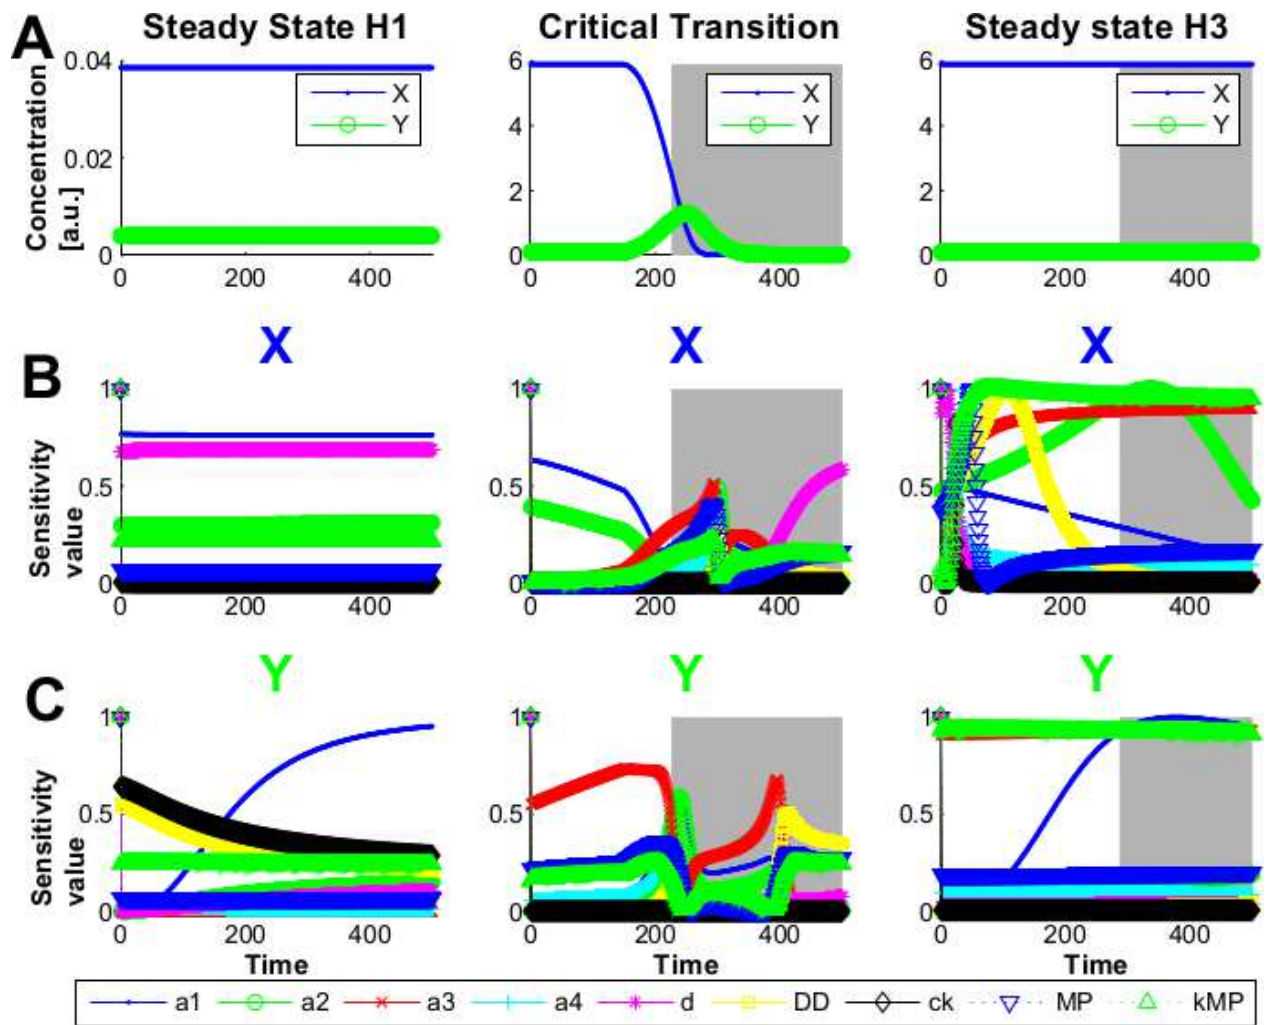 A
Steady State H1
Critical Transition
Steady state H3
Concentration
[a.u.]
0.04
0.02
0
0
200
400
X
Y
6
4
2
0
0
200
400
X
Y
6
4
2
0
0
200
400
X
Y
B
X
X
X
Sensitivity
value
1
0.5
0
0
200
400
1
0.5
0
0
200
400
1
0.5
0
0
200
400
C
Y
Y
Y
Sensitivity
value
1
0.5
0
0
200
400
Time
1
0.5
0
0
200
400
Time
1
0.5
0
0
200
400
Time
a1 a2 a3 a4 d DD ck MP kMP